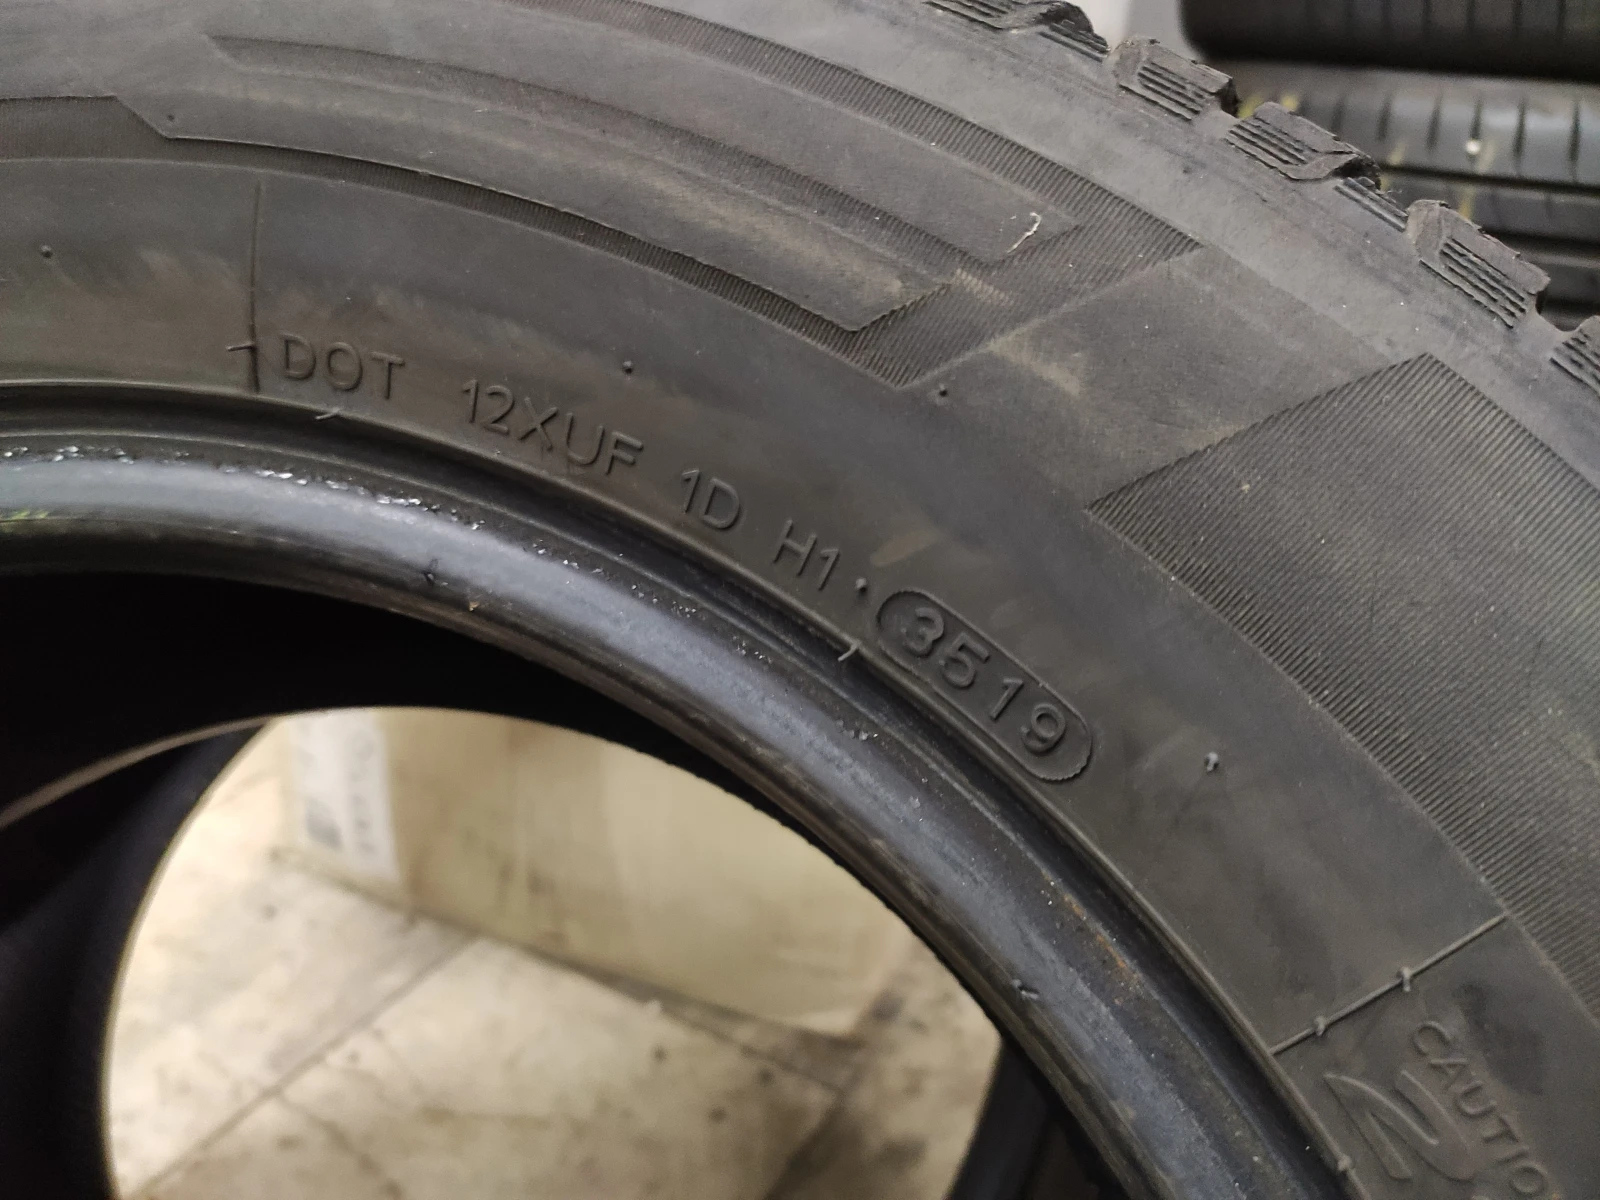 DOT 12XUF 1D H1 · 3519
CAUTIO